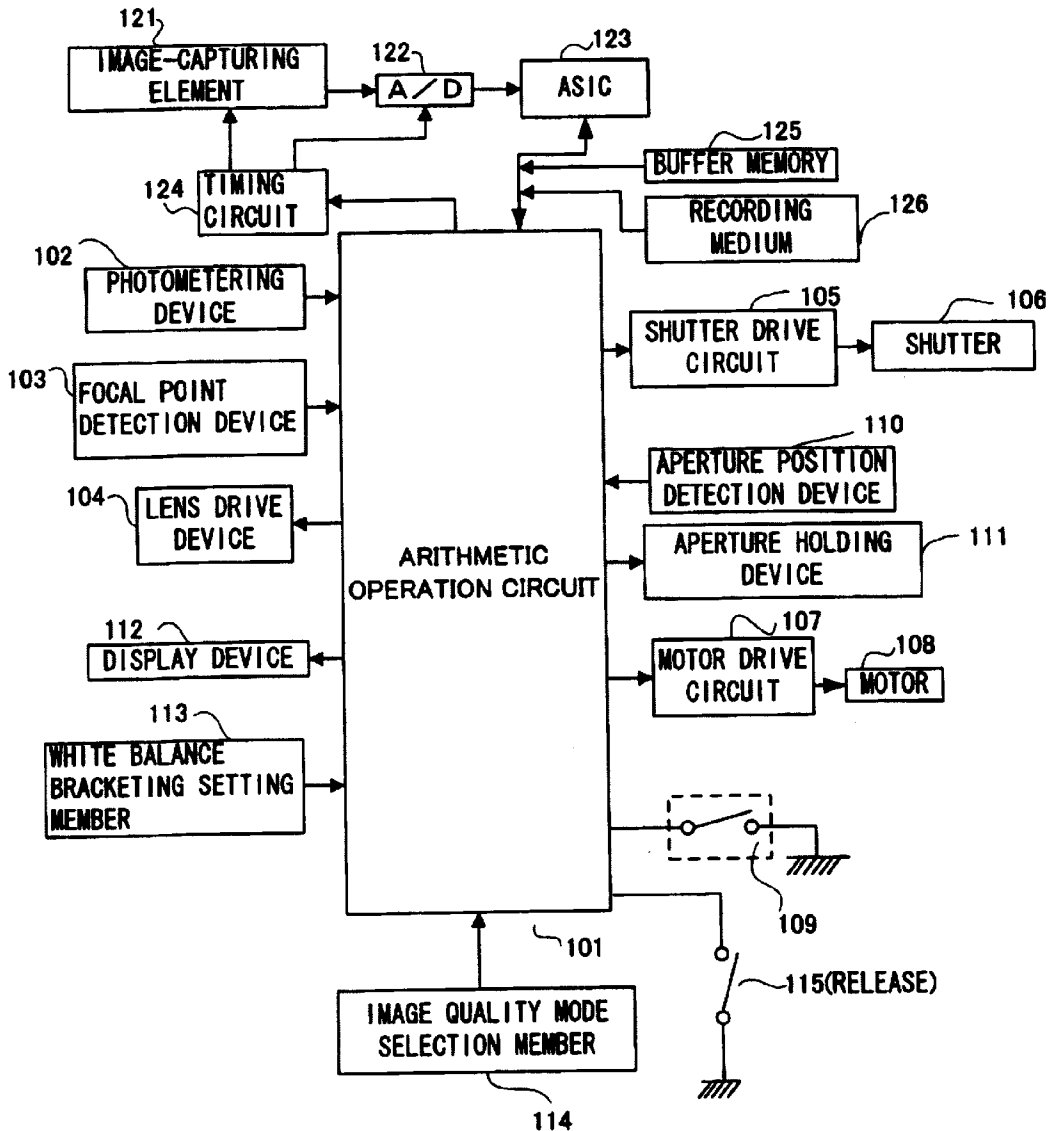 121
IMAGE-CAPTURING
ELEMENT
122
A/D
123
ASIC
125
BUFFER MEMORY
124
TIMING
CIRCUIT
RECORDING
MEDIUM
126
102
PHOTOMETERING
DEVICE
105
SHUTTER DRIVE
CIRCUIT
106
SHUTTER
103
FOCAL POINT
DETECTION DEVICE
110
APERTURE POSITION
DETECTION DEVICE
104
LENS DRIVE
DEVICE
APERTURE HOLDING
DEVICE
111
ARITHMETIC
OPERATION CIRCUIT
112
DISPLAY DEVICE
107
MOTOR DRIVE
CIRCUIT
108
MOTOR
113
WHITE BALANCE
BRACKETING SETTING
MEMBER
109
101
115(RELEASE)
IMAGE QUALITY MODE
SELECTION MEMBER
114